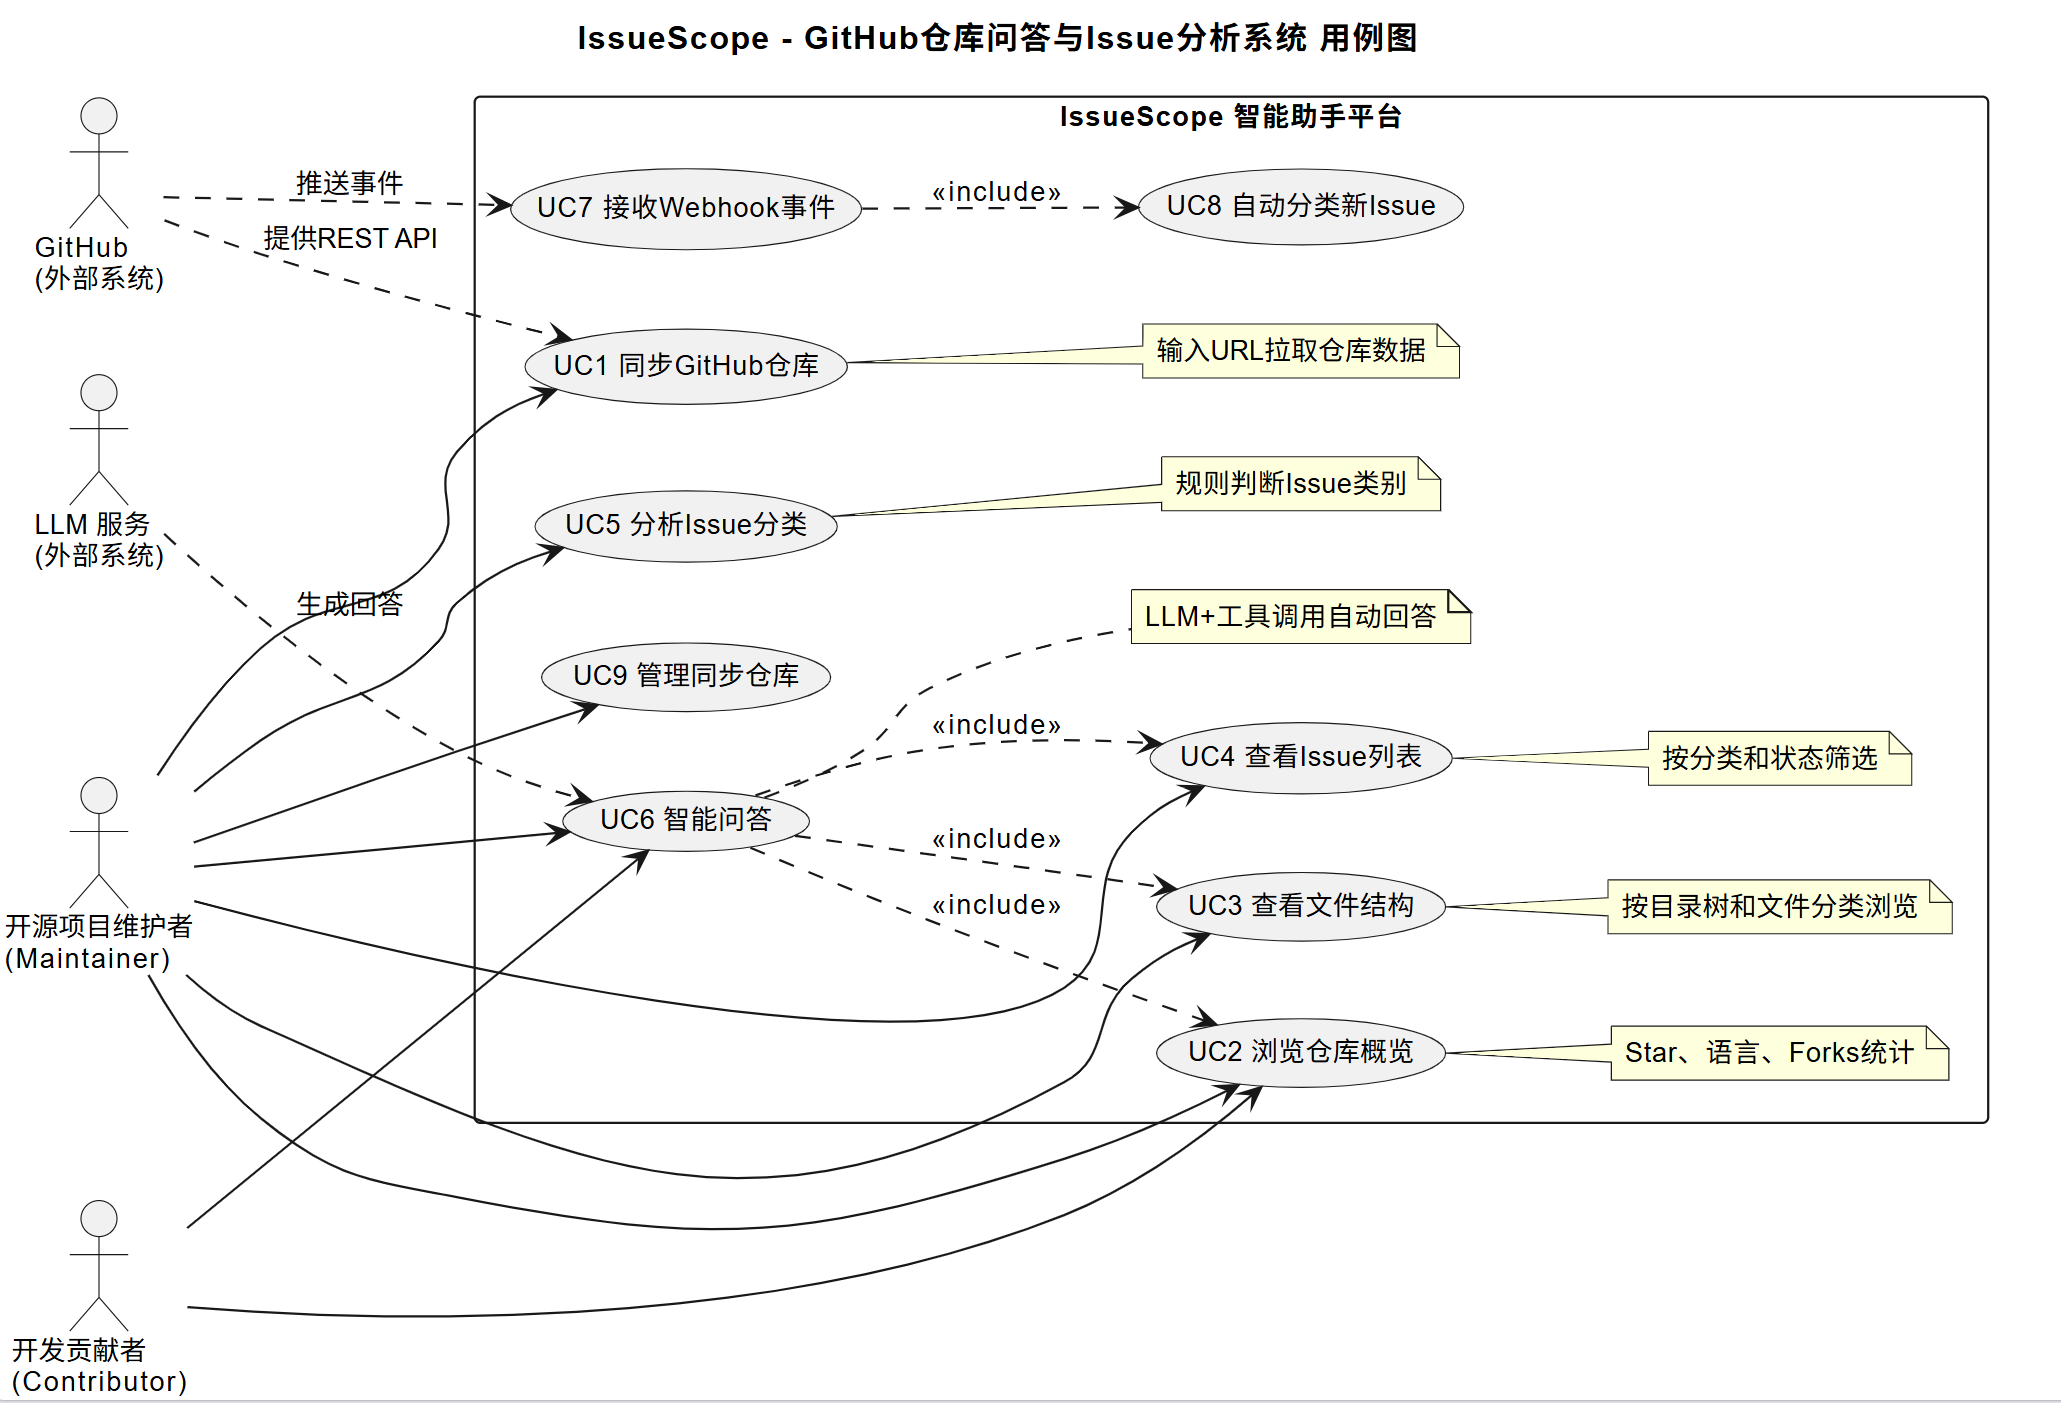 IssueScope - GitHub仓库问答与Issue分析系统 用例图
IssueScope 智能助手平台
GitHub
(外部系统)
推送事件
提供REST API
UC7 接收Webhook事件
«include»
UC8 自动分类新Issue
UC1 同步GitHub仓库
输入URL拉取仓库数据
LLM 服务
(外部系统)
生成回答
UC5 分析Issue分类
规则判断Issue类别
LLM+工具调用自动回答
UC9 管理同步仓库
«include»
UC4 查看Issue列表
按分类和状态筛选
UC6 智能问答
«include»
UC3 查看文件结构
按目录树和文件分类浏览
«include»
开源项目维护者
(Maintainer)
UC2 浏览仓库概览
Star、语言、Forks统计
开发贡献者
(Contributor)